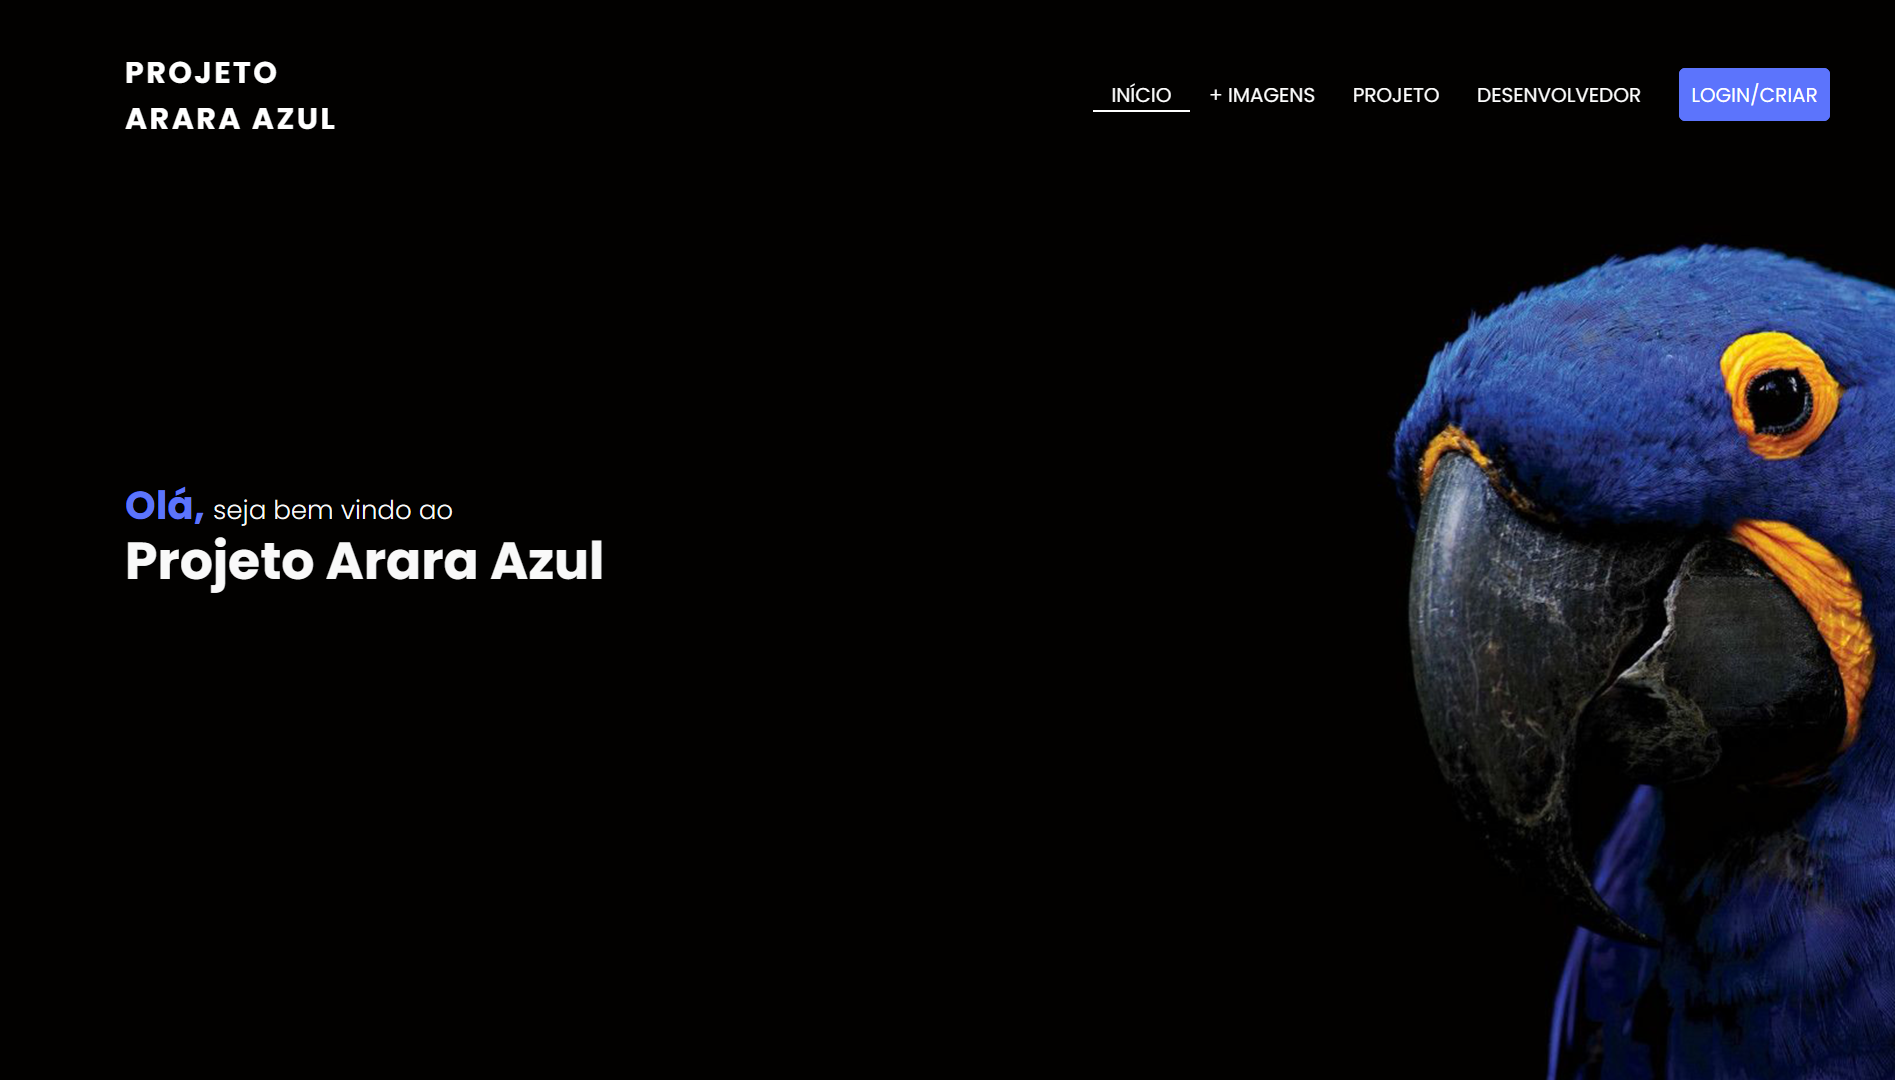 PROJETO
ARARA AZUL
INÍCIO + IMAGENS PROJETO DESENVOLVEDOR LOGIN/CRIAR
Olá, seja bem vindo ao
Projeto Arara Azul